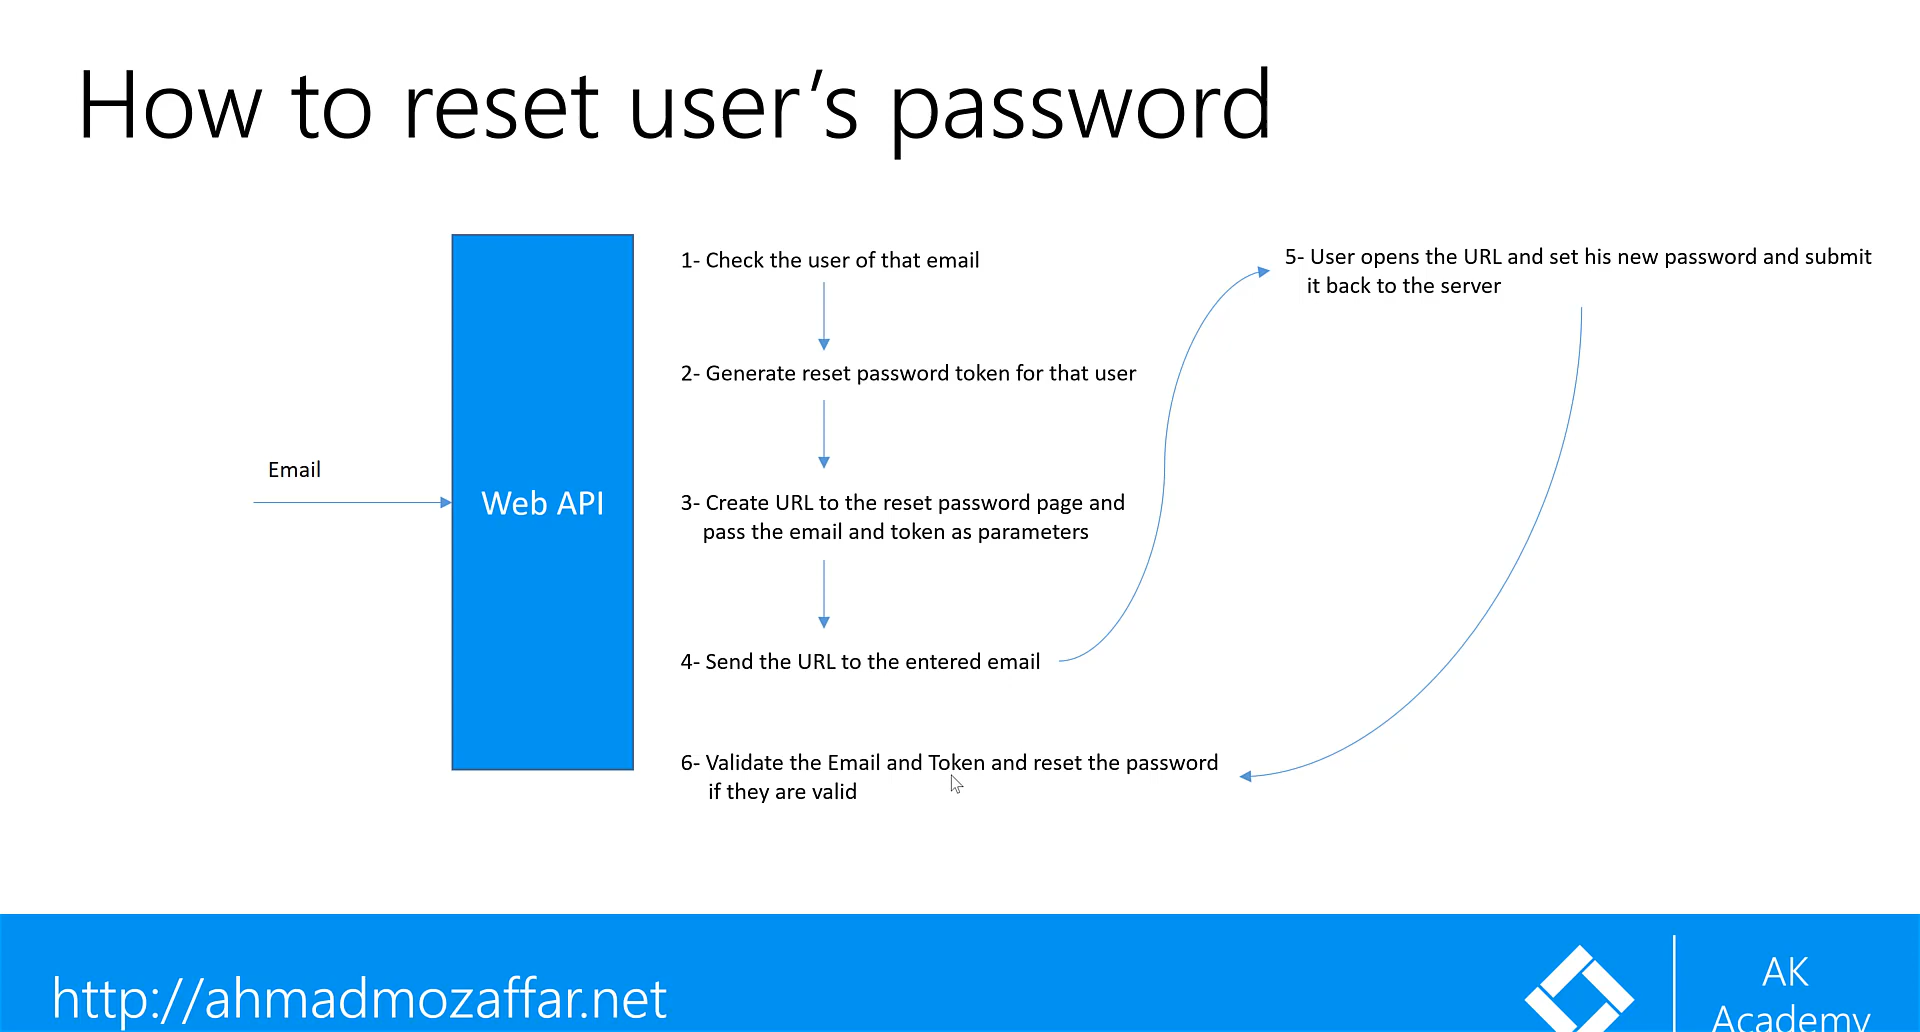 How to reset user’s password
Email
Web API
1- Check the user of that email
2- Generate reset password token for that user
3- Create URL to the reset password page and
pass the email and token as parameters
4- Send the URL to the entered email
5- User opens the URL and set his new password and submit
it back to the server
6- Validate the Email and Token and reset the password
if they are valid
http://ahmadmozaffar.net
AK
Academy